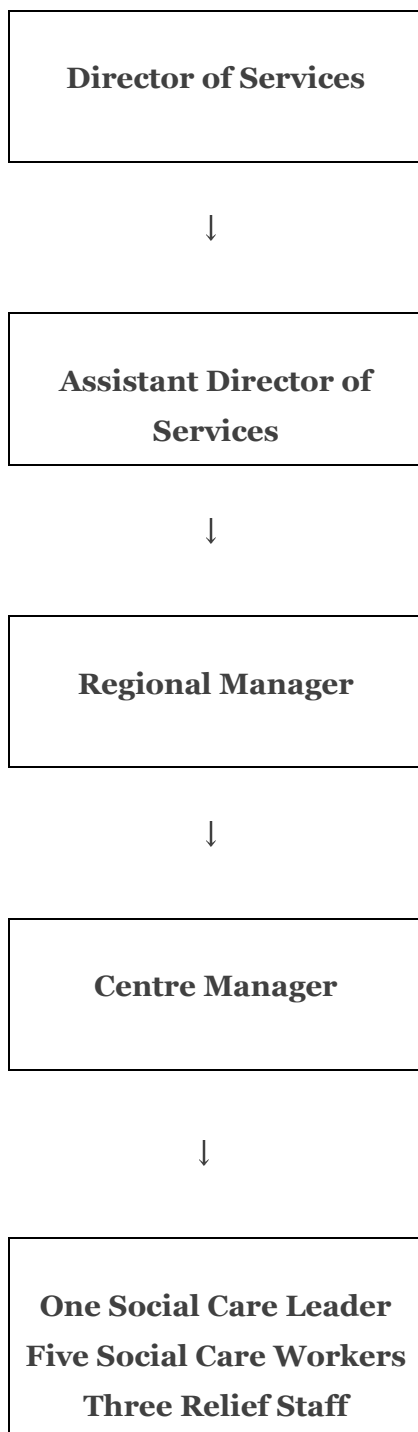 Director of Services
↓
Assistant Director of
Services
↓
Regional Manager
↓
Centre Manager
↓
One Social Care Leader
Five Social Care Workers
Three Relief Staff